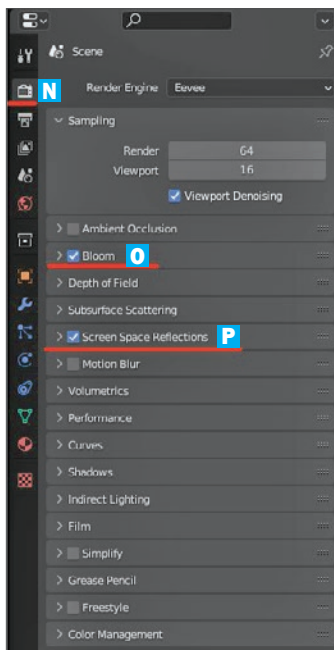 Scene
N
Render Engine Eevee
Sampling
Render 64
Viewport 16
Viewport Denoising
Ambient Occlusion
Bloom O
Depth of Field
Subsurface Scattering
Screen Space Reflections P
Motion Blur
Volumetrics
Performance
Curves
Shadows
Indirect Lighting
Film
Simplify
Grease Pencil
Freestyle
Color Management